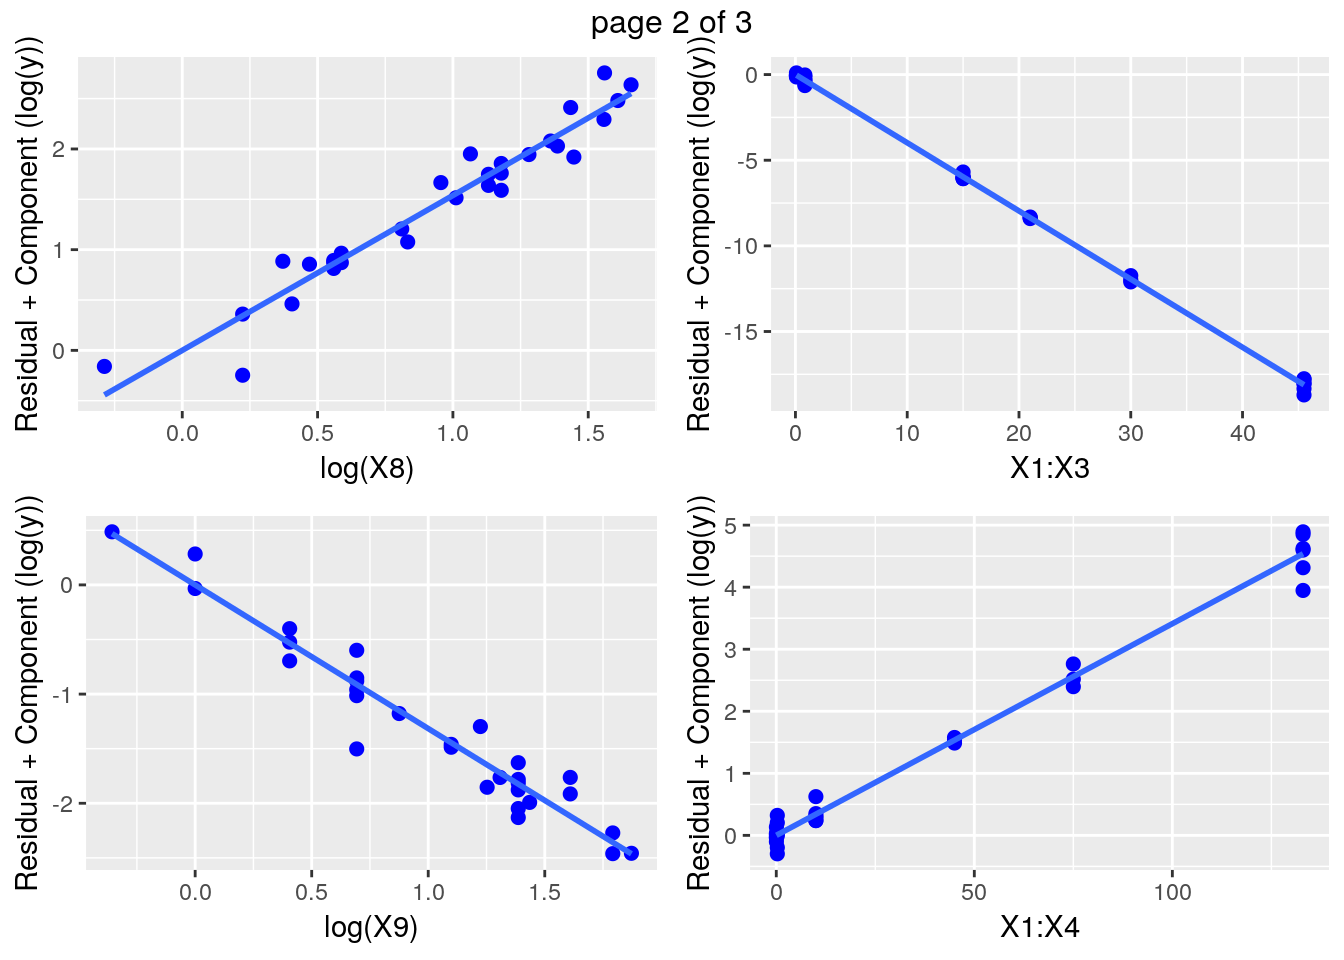 page 2 of 3
Residual + Component (log(y))
2
1
0
0.0 0.5 1.0 1.5
log(X8)
Residual + Component (log(y))
0
-5
-10
-15
0 10 20 30 40
X1:X3
Residual + Component (log(y))
0
-1
-2
0.0 0.5 1.0 1.5
log(X9)
Residual + Component (log(y))
5
4
3
2
1
0
0 50 100
X1:X4